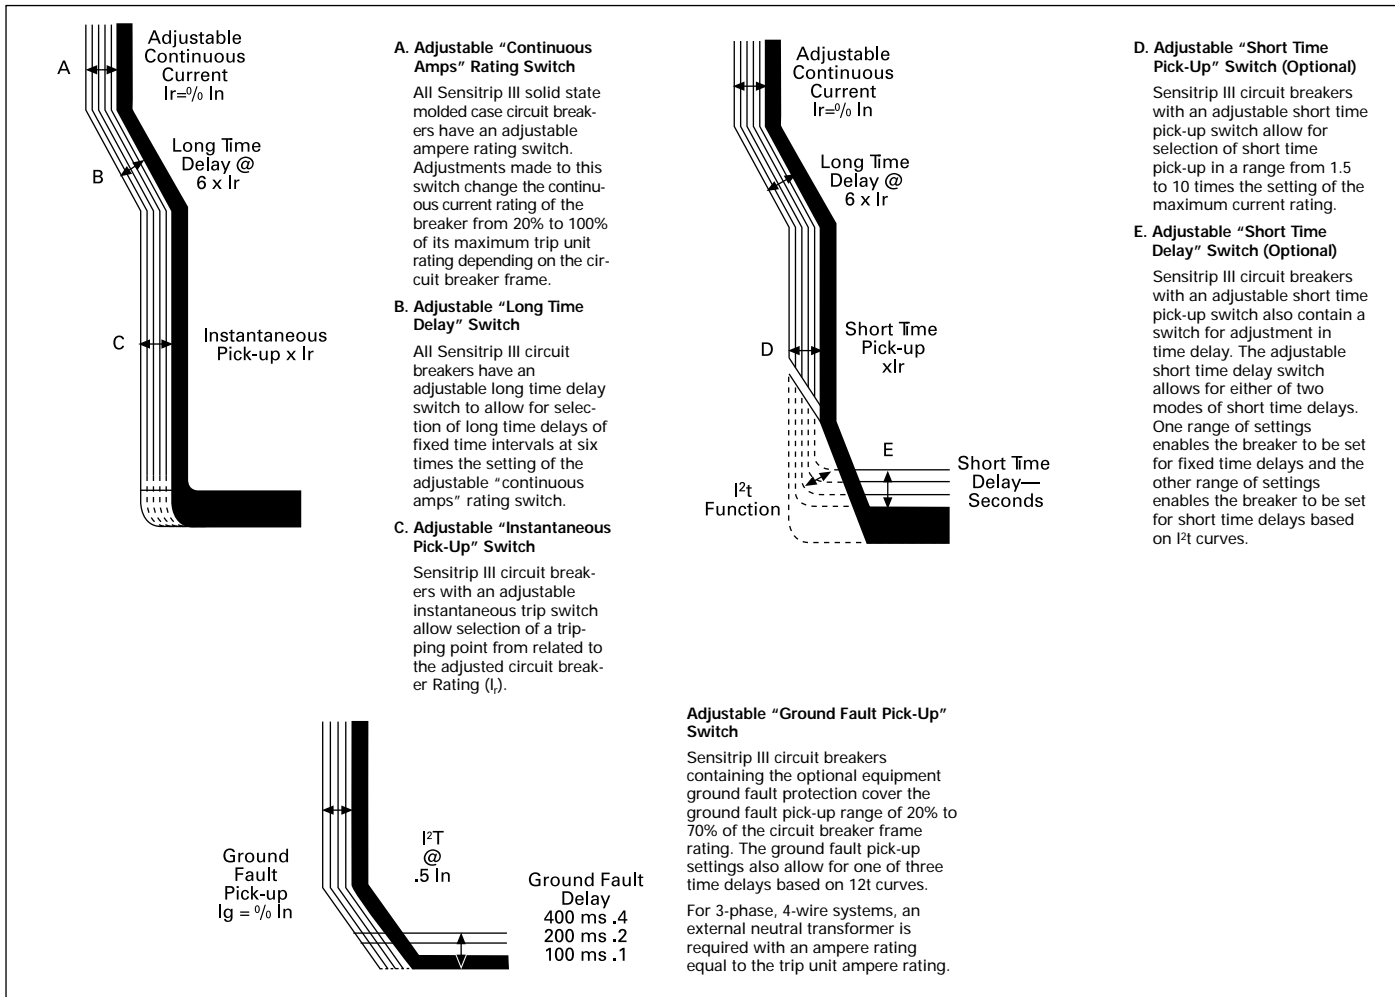 Adjustable
Continuous
Current
Ir=% In
A
Long Time
Delay @
6 x Ir
B
C
Instantaneous
Pick-up x Ir
A. Adjustable “Continuous
Amps” Rating Switch
All Sensitrip III solid state
molded case circuit break-
ers have an adjustable
ampere rating switch.
Adjustments made to this
switch change the continu-
ous current rating of the
breaker from 20% to 100%
of its maximum trip unit
rating depending on the cir-
cuit breaker frame.
B. Adjustable “Long Time
Delay” Switch
All Sensitrip III circuit
breakers have an
adjustable long time delay
switch to allow for selec-
tion of long time delays of
fixed time intervals at six
times the setting of the
adjustable “continuous
amps” rating switch.
C. Adjustable “Instantaneous
Pick-Up” Switch
Sensitrip III circuit break-
ers with an adjustable
instantaneous trip switch
allow selection of a trip-
ping point from related to
the adjusted circuit break-
er Rating (Ir).
Adjustable
Continuous
Current
Ir=% In
Long Time
Delay @
6 x Ir
D
Short Time
Pick-up
xIr
E
I²t
Function
Short Time
Delay—
Seconds
D. Adjustable “Short Time
Pick-Up” Switch (Optional)
Sensitrip III circuit breakers
with an adjustable short time
pick-up switch allow for
selection of short time
pick-up in a range from 1.5
to 10 times the setting of the
maximum current rating.
E. Adjustable “Short Time
Delay” Switch (Optional)
Sensitrip III circuit breakers
with an adjustable short time
pick-up switch also contain a
switch for adjustment in
time delay. The adjustable
short time delay switch
allows for either of two
modes of short time delays.
One range of settings
enables the breaker to be set
for fixed time delays and the
other range of settings
enables the breaker to be set
for short time delays based
on I²t curves.
Ground
Fault
Pick-up
Ig = % In
I²T
@
.5 In
Ground Fault
Delay
400 ms .4
200 ms .2
100 ms .1
Adjustable “Ground Fault Pick-Up”
Switch
Sensitrip III circuit breakers
containing the optional equipment
ground fault protection cover the
ground fault pick-up range of 20% to
70% of the circuit breaker frame
rating. The ground fault pick-up
settings also allow for one of three
time delays based on 12t curves.
For 3-phase, 4-wire systems, an
external neutral transformer is
required with an ampere rating
equal to the trip unit ampere rating.